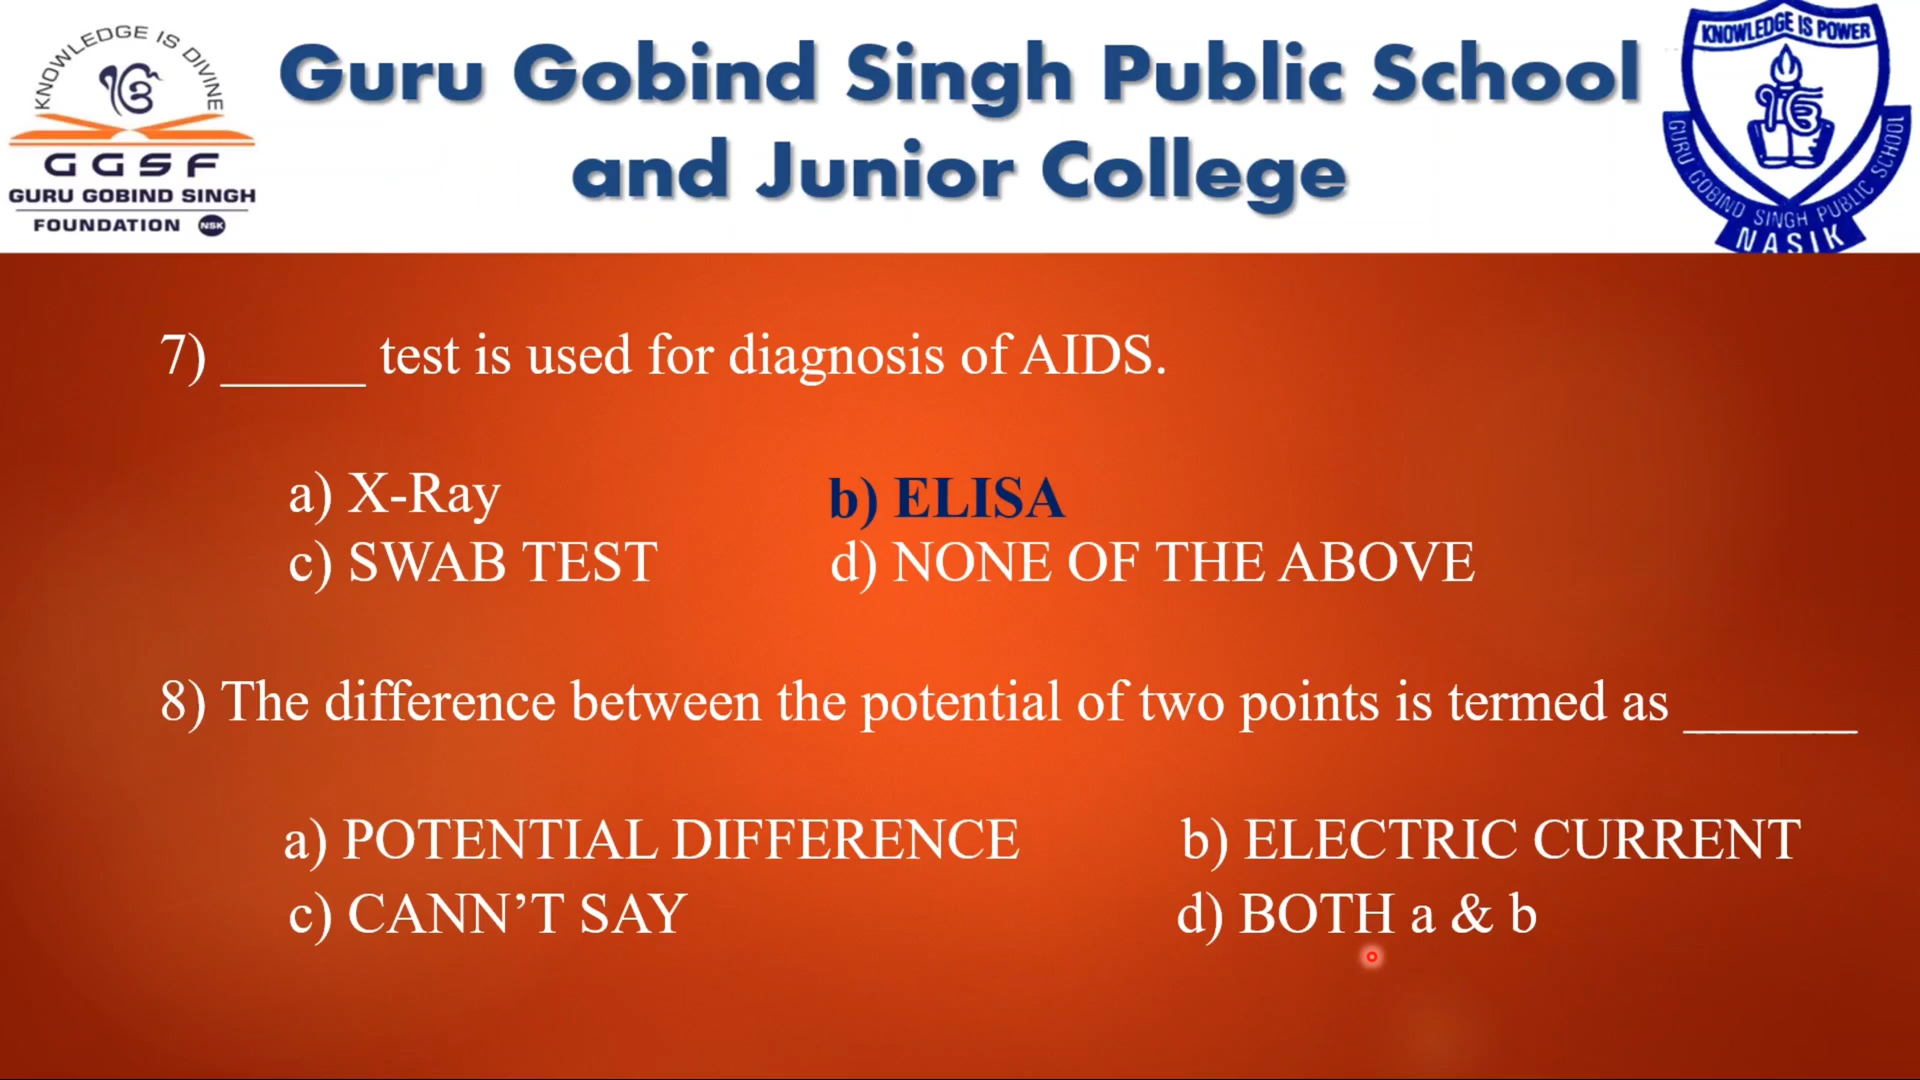 KNOWLEDGE IS DIVINE
GGSF
GURU GOBIND SINGH
FOUNDATION NSK
Guru Gobind Singh Public School
and Junior College
KNOWLEDGE IS POWER
GURU GOBIND SINGH PUBLIC SCHOOL
NASIK
7) _____ test is used for diagnosis of AIDS.
a) X-Ray b) ELISA
c) SWAB TEST d) NONE OF THE ABOVE
8) The difference between the potential of two points is termed as ______
a) POTENTIAL DIFFERENCE b) ELECTRIC CURRENT
c) CANN’T SAY d) BOTH a & b